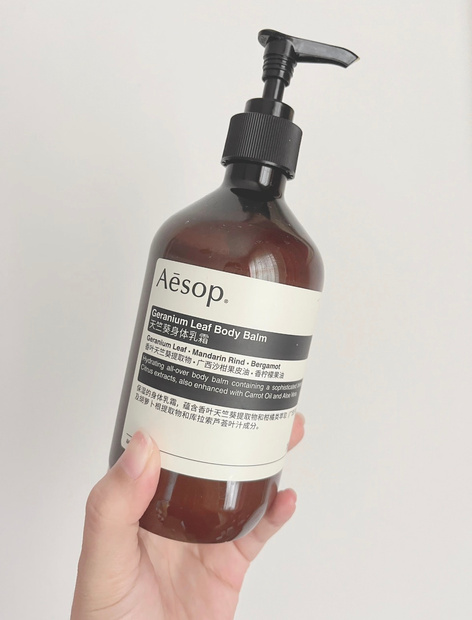 Aēsop®
Geranium Leaf Body Balm
天竺葵身体乳霜
Geranium Leaf • Mandarin Rind • Bergamot
香叶天竺葵提取物 • 广西沙柑果皮油 • 香柠檬果油
Hydrating all-over body balm containing a sophisticated
Citrus extracts, also enhanced with Carrot Oil and Aloe Vera.
保湿的身体乳霜，蕴含香叶天竺葵提取物和柑橘类
及胡萝卜根提取物和库拉索芦荟叶汁成分。